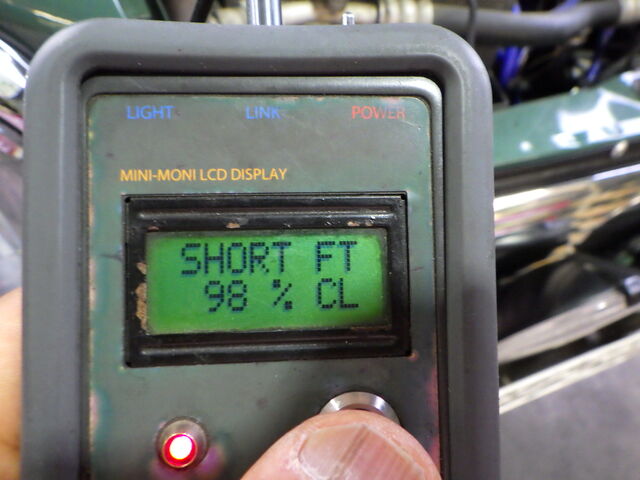 LIGHT LINK POWER
MINI-MONI LCD DISPLAY
SHORT FT
98 % CL